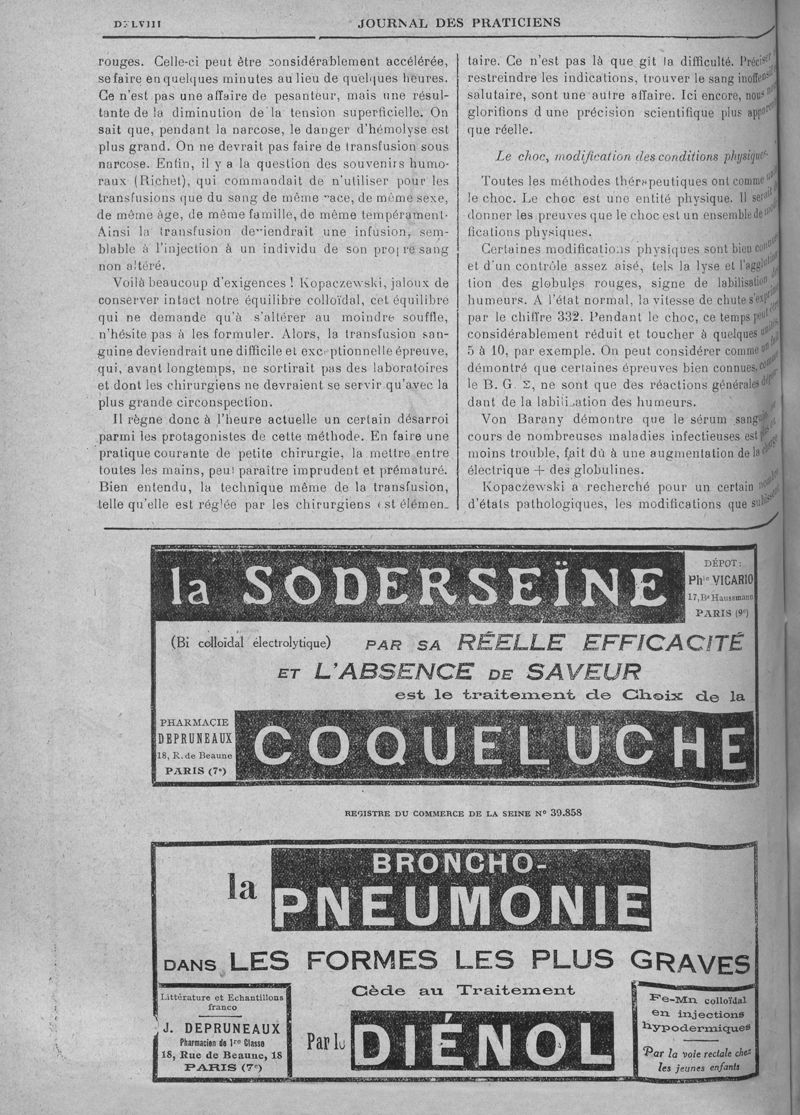 JOURNAL DES PRATICIENS
rouges. Celle-ci peut être considérablement accélérée,
se faire en quelques minutes au lieu de quelques heures.
Ce n'est pas une affaire de pesanteur, mais une résul-
tante de la diminution de la tension superficielle. On
sait que, pendant la narcose, le danger d'hémolyse est
plus grand. On ne devrait pas faire de transfusion sous
narcose. Enfin, il y a la question des souvenirs humo-
raux (Richet), qui commandait de n'utiliser pour les
transfusions que du sang de même race, de même sexe,
de même âge, de même famille, de même tempérament.
Ainsi la transfusion deviendrait une infusion, sem-
blable à l'injection à un individu de son propre sang
non altéré.
Voilà beaucoup d'exigences ! Kopaczewski, jaloux de
conserver intact notre équilibre colloïdal, cet équilibre
qui ne demande qu'à s'altérer au moindre souffle,
n'hésite pas à les formuler. Alors, la transfusion san-
guine deviendrait une difficile et exceptionnelle épreuve,
qui, avant longtemps, ne sortirait pas des laboratoires
et dont les chirurgiens ne devraient se servir qu'avec la
plus grande circonspection.
Il règne donc à l'heure actuelle un certain désarroi
parmi les protagonistes de cette méthode. En faire une
pratique courante de petite chirurgie, la mettre entre
toutes les mains, peut paraître imprudent et prématuré.
Bien entendu, la technique même de la transfusion,
telle qu'elle est réglée par les chirurgiens est élémen-
taire. Ce n'est pas là que git la difficulté. Préciser
restreindre les indications, trouver le sang inoffensif
salutaire, sont une autre affaire. Ici encore, nous
glorifions d'une précision scientifique plus
que réelle.
Le choc, modification des conditions physiques
Toutes les méthodes thérapeutiques ont comme
le choc. Le choc est une entité physique. Il serait
donner les preuves que le choc est un ensemble de
fications physiques.
Certaines modifications physiques sont bien
et d'un contrôle assez aisé, tels la lyse et
tion des globules rouges, signe de labilisation
humeurs. A l'état normal, la vitesse de chute
par le chiffre 332. Pendant le choc, ce temps peut
considérablement réduit et toucher à quelques
5 à 10, par exemple. On peut considérer comme
démontré que certaines épreuves bien connues,
le B. G. Σ, ne sont que des réactions générales
dant de la labilisation des humeurs.
Von Barany démontre que le sérum
cours de nombreuses maladies infectieuses est
moins trouble, fait dû à une augmentation de la
électrique + des globulines.
Kopaczewski a recherché pour un certain
d'états pathologiques, les modifications que
la SÔDERSEÏNE
DÉPOT:
Phie VICARIO
17, Bd Haussmann
PARIS (9e)
(Bi colloïdal électrolytique) PAR SA RÉELLE EFFICACITÉ
ET L'ABSENCE DE SAVEUR
est le traitement de Choix de la
PHARMACIE
DEPRUNEAUX
18, R. de Beaune
PARIS (7e)
COQUELUCHE
REGISTRE DU COMMERCE DE LA SEINE N° 39.858
la BRONCHO-
PNEUMONIE
DANS LES FORMES LES PLUS GRAVES
Cède au Traitement
Par le DIÉNOL
Littérature et Echantillons
franco
J. DEPRUNEAUX
Pharmacien de 1re Classe
18, Rue de Beaune, 18
PARIS (7e)
Fe-Mn colloïdal
en injections
hypodermiques
Par la voie rectale chez
les jeunes enfants